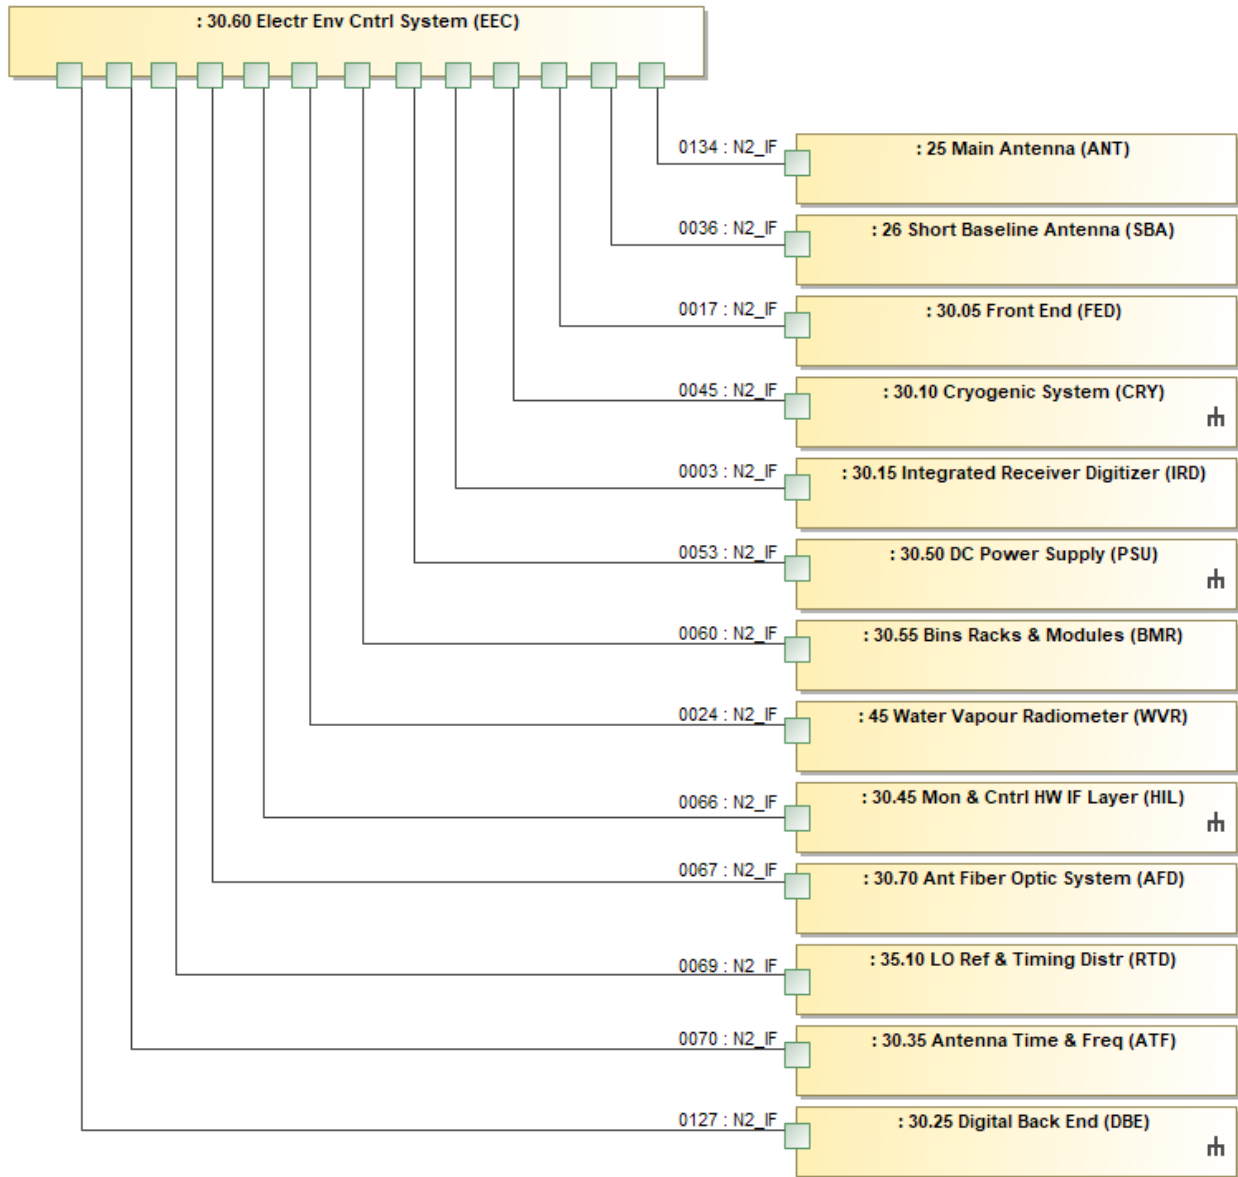 : 30.60 Electr Env Cntrl System (EEC)
0134 : N2_IF
: 25 Main Antenna (ANT)
0036 : N2_IF
: 26 Short Baseline Antenna (SBA)
0017 : N2_IF
: 30.05 Front End (FED)
0045 : N2_IF
: 30.10 Cryogenic System (CRY)
0003 : N2_IF
: 30.15 Integrated Receiver Digitizer (IRD)
0053 : N2_IF
: 30.50 DC Power Supply (PSU)
0060 : N2_IF
: 30.55 Bins Racks & Modules (BMR)
0024 : N2_IF
: 45 Water Vapour Radiometer (WVR)
0066 : N2_IF
: 30.45 Mon & Cntrl HW IF Layer (HIL)
0067 : N2_IF
: 30.70 Ant Fiber Optic System (AFD)
0069 : N2_IF
: 35.10 LO Ref & Timing Distr (RTD)
0070 : N2_IF
: 30.35 Antenna Time & Freq (ATF)
0127 : N2_IF
: 30.25 Digital Back End (DBE)